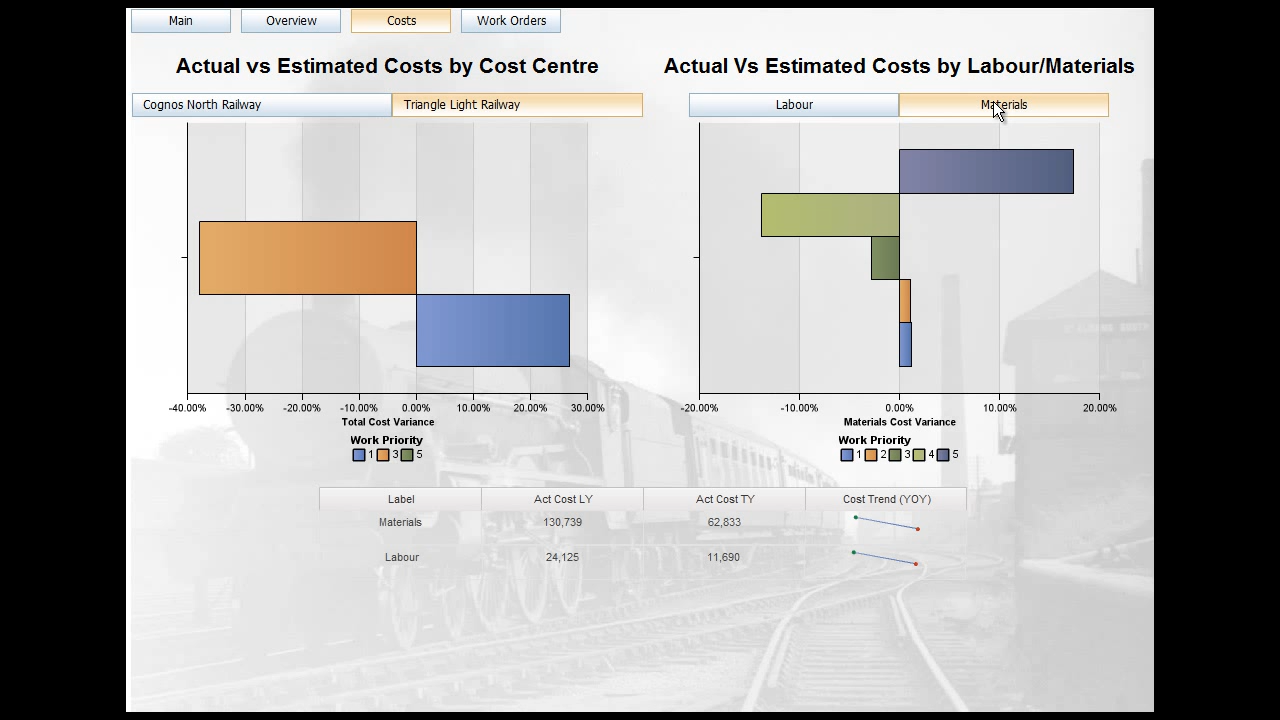 Main Overview Costs Work Orders
Actual vs Estimated Costs by Cost Centre
Cognos North Railway Triangle Light Railway
-40.00% -30.00% -20.00% -10.00% 0.00% 10.00% 20.00% 30.00%
Total Cost Variance
Work Priority
1 3 5
Actual Vs Estimated Costs by Labour/Materials
Labour Materials
-20.00% -10.00% 0.00% 10.00% 20.00%
Materials Cost Variance
Work Priority
1 2 3 4 5
Label Act Cost LY Act Cost TY Cost Trend (YOY)
Materials 130,739 62,833
Labour 24,125 11,690